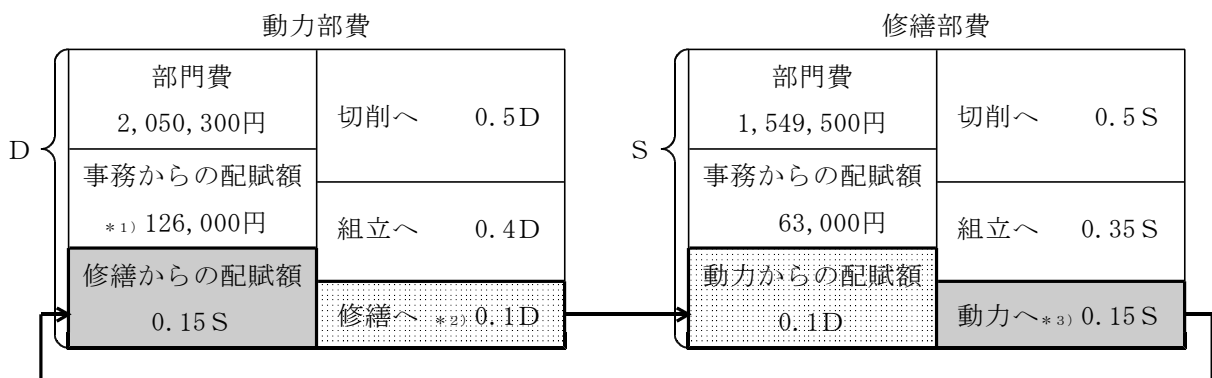 動力部費
D
部門費
2,050,300円
事務からの配賦額
*1) 126,000円
修繕からの配賦額
0.15S
切削へ 0.5D
組立へ 0.4D
修繕へ *2) 0.1D
修繕部費
S
部門費
1,549,500円
事務からの配賦額
63,000円
動力からの配賦額
0.1D
切削へ 0.5S
組立へ 0.35S
動力へ *3) 0.15S